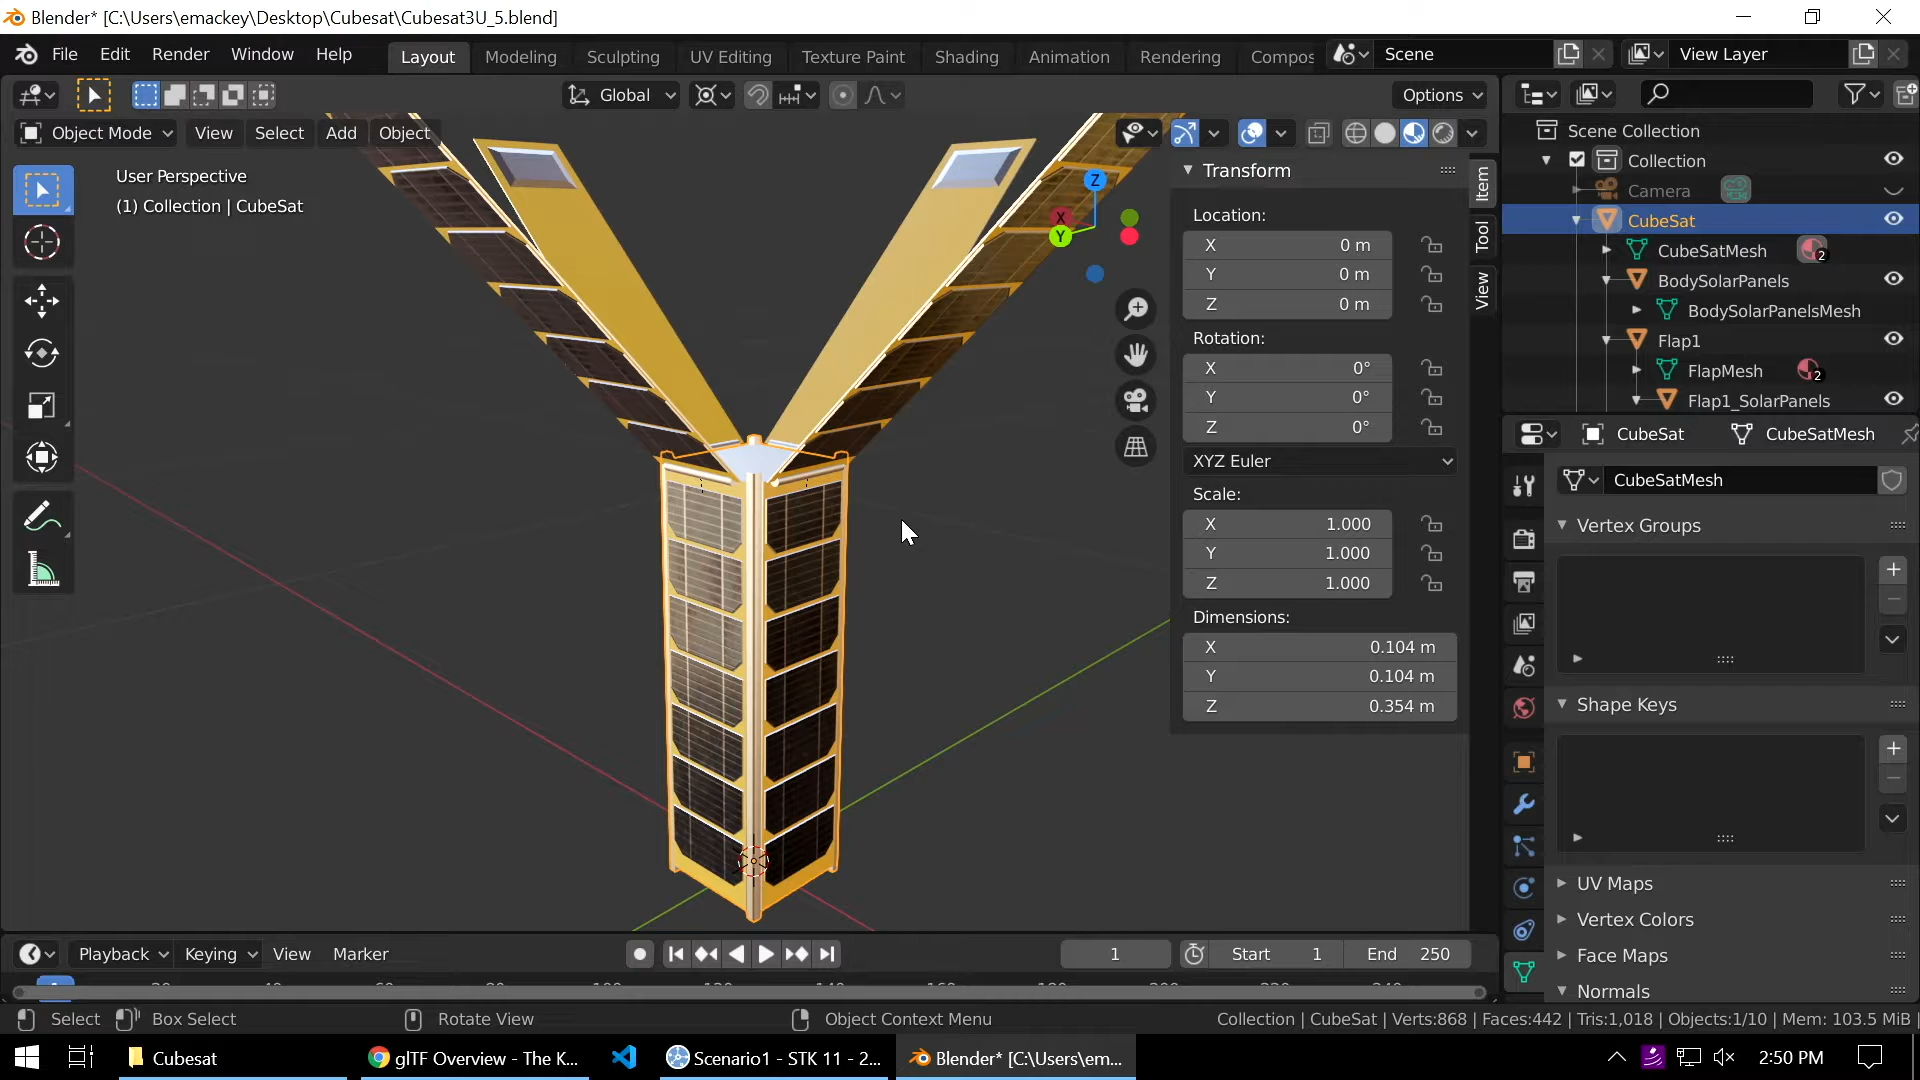 Blender* [C:\Users\emackey\Desktop\Cubesat\Cubesat3U_5.blend]
File Edit Render Window Help Layout Modeling Sculpting UV Editing Texture Paint Shading Animation Rendering Compos Scene View Layer
Global Options
Object Mode View Select Add Object
User Perspective
(1) Collection | CubeSat
Z
X
Y
Transform
Location:
X 0 m
Y 0 m
Z 0 m
Rotation:
X 0°
Y 0°
Z 0°
XYZ Euler
Scale:
X 1.000
Y 1.000
Z 1.000
Dimensions:
X 0.104 m
Y 0.104 m
Z 0.354 m
Item
Tool
View
Scene Collection
Collection
Camera
CubeSat
CubeSatMesh 2
BodySolarPanels
BodySolarPanelsMesh
Flap1
FlapMesh 2
Flap1_SolarPanels
CubeSat CubeSatMesh
CubeSatMesh
Vertex Groups
Shape Keys
UV Maps
Vertex Colors
Face Maps
Normals
Playback Keying View Marker 1 Start 1 End 250
Select Box Select Rotate View Object Context Menu Collection | CubeSat | Verts:868 | Faces:442 | Tris:1,018 | Objects:1/10 | Mem: 103.5 MiB
Cubesat glTF Overview - The K... Scenario1 - STK 11 - 2... Blender* [C:\Users\em... 2:50 PM